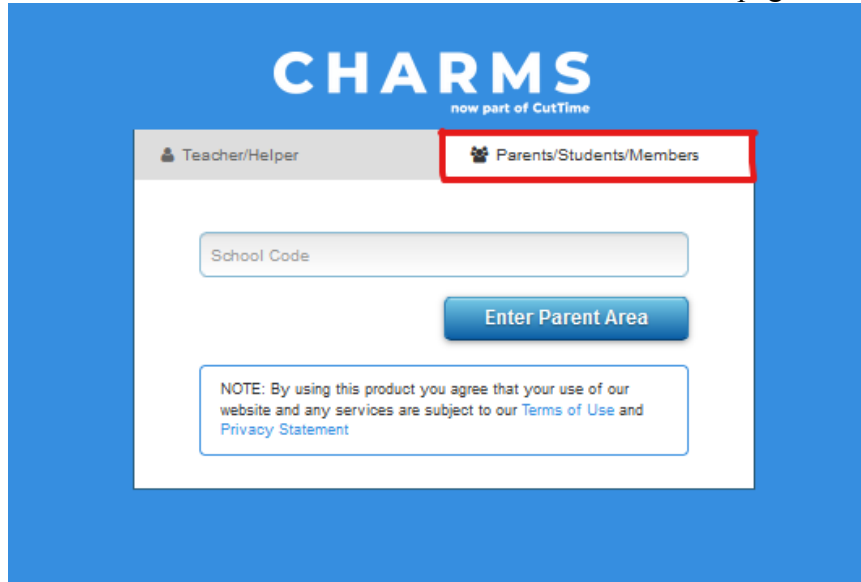 CHARMS
now part of CutTime
Teacher/Helper
Parents/Students/Members
School Code
Enter Parent Area
NOTE: By using this product you agree that your use of our
website and any services are subject to our Terms of Use and
Privacy Statement